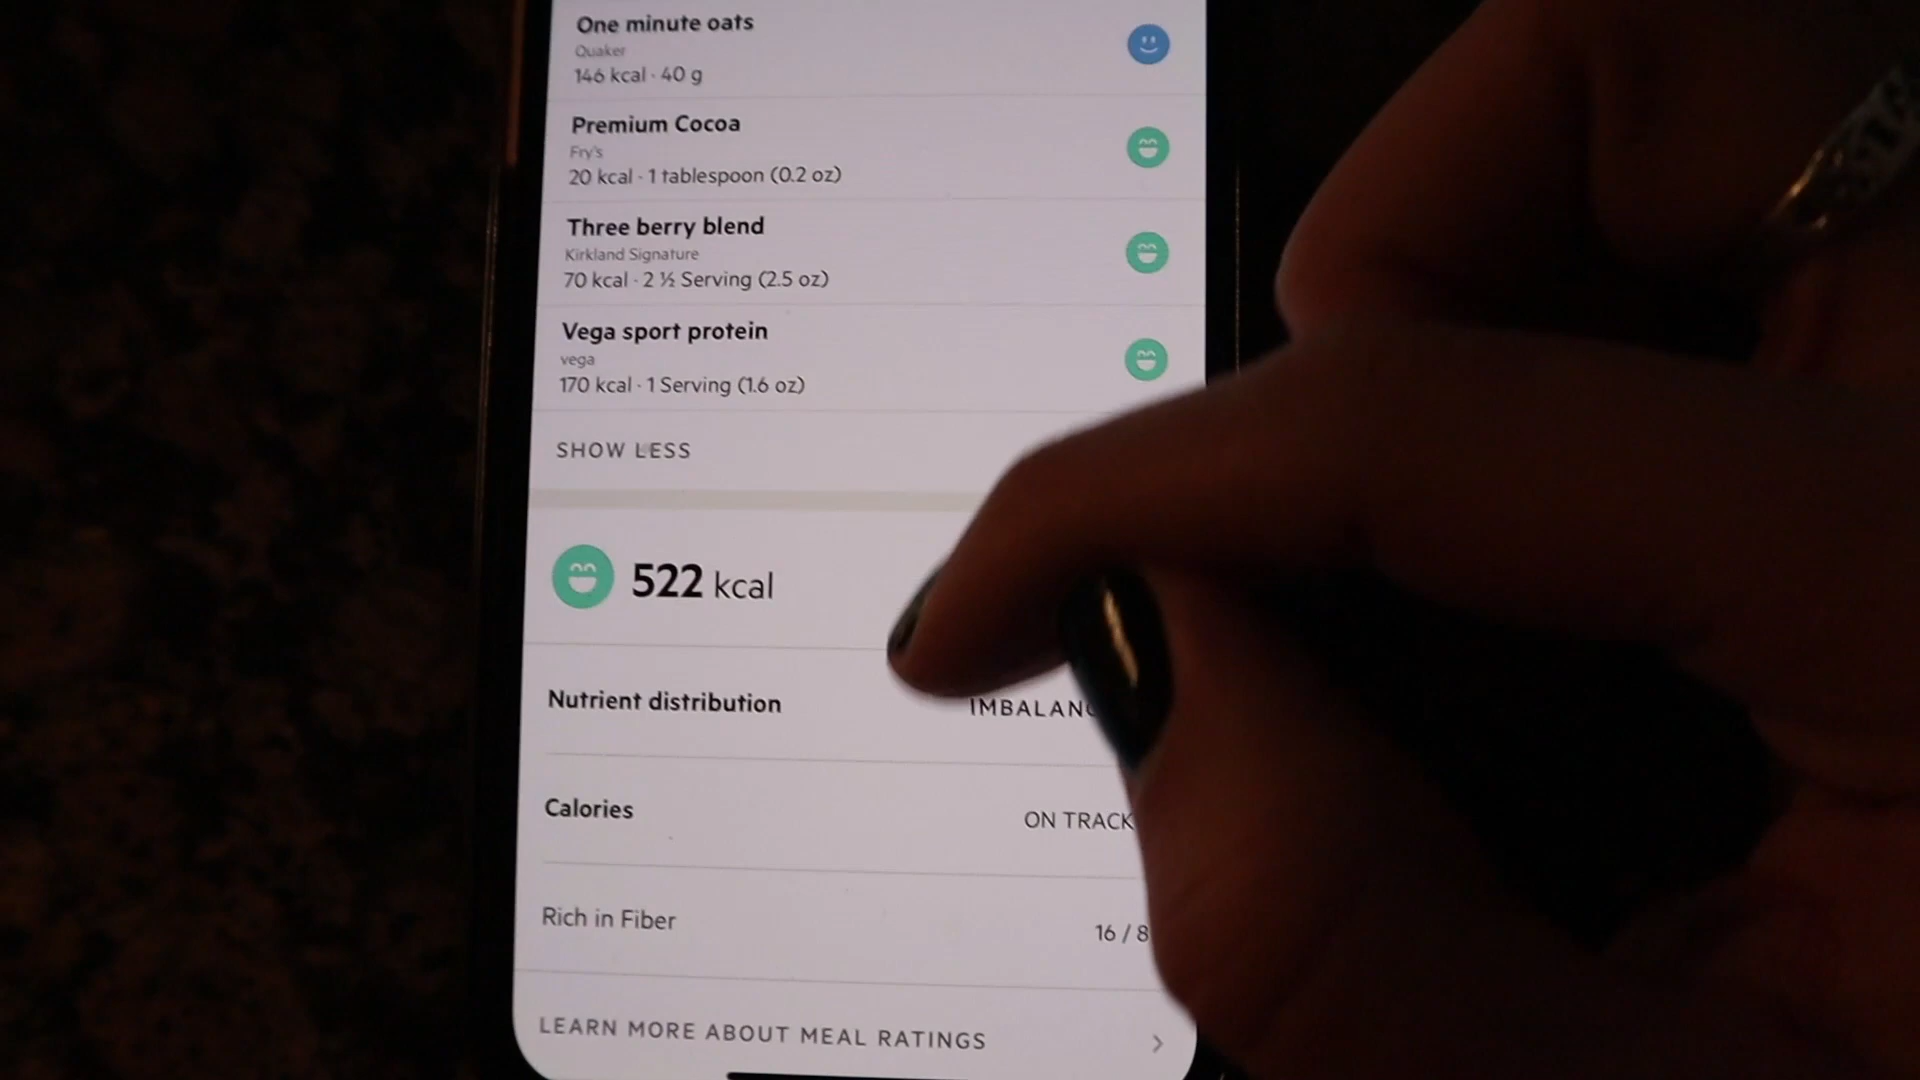 One minute oats
Quaker
146 kcal · 40 g
Premium Cocoa
Fry's
20 kcal · 1 tablespoon (0.2 oz)
Three berry blend
Kirkland Signature
70 kcal · 2 ½ Serving (2.5 oz)
Vega sport protein
vega
170 kcal · 1 Serving (1.6 oz)
SHOW LESS
522 kcal
Nutrient distribution
Calories ON TRACK
Rich in Fiber 16 / 8
LEARN MORE ABOUT MEAL RATINGS >